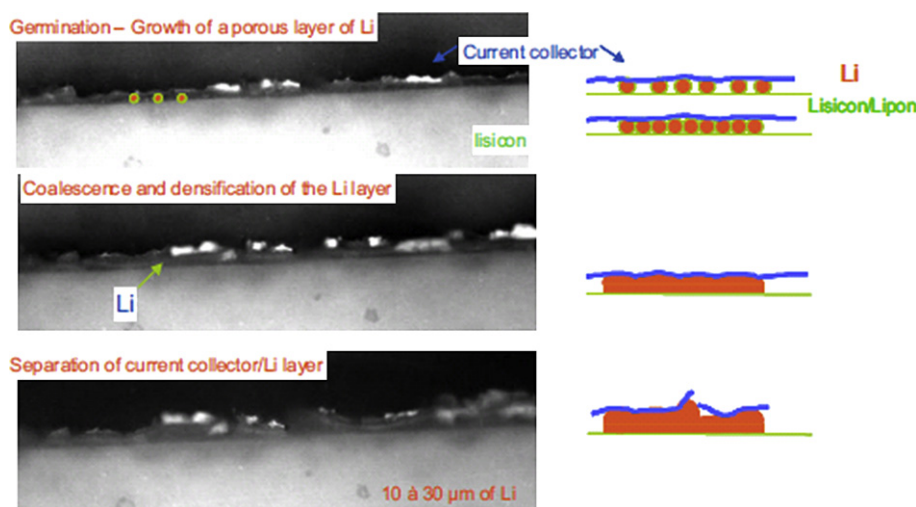 Germination – Growth of a porous layer of Li
Current collector
Li
Lisicon/Lipon
lisicon
Coalescence and densification of the Li layer
Li
Separation of current collector/Li layer
10 à 30 µm of Li